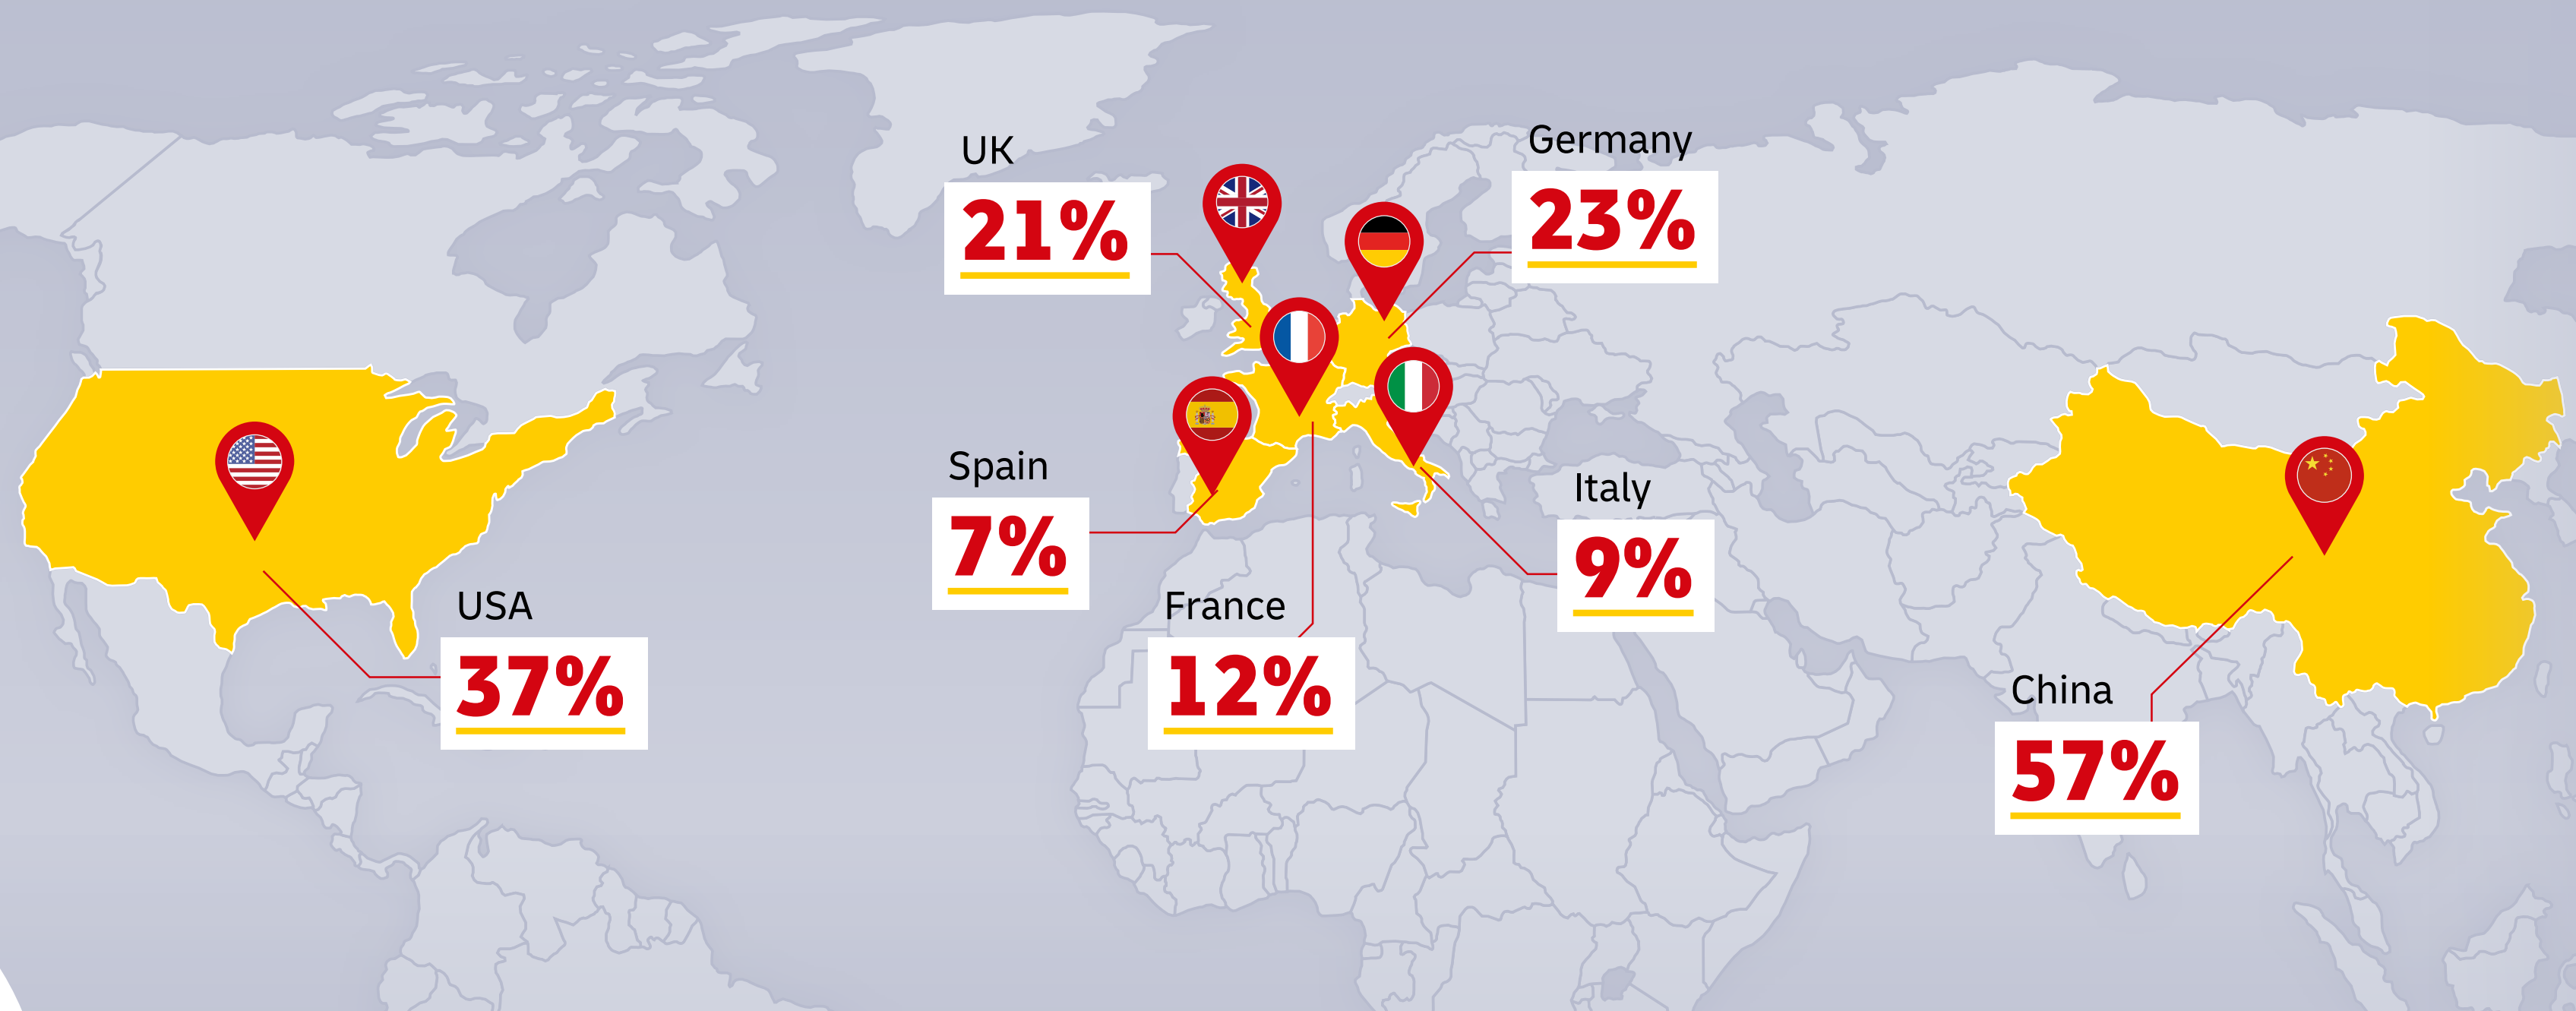 UK
21%
Germany
23%
Spain
7%
Italy
9%
USA
37%
France
12%
China
57%